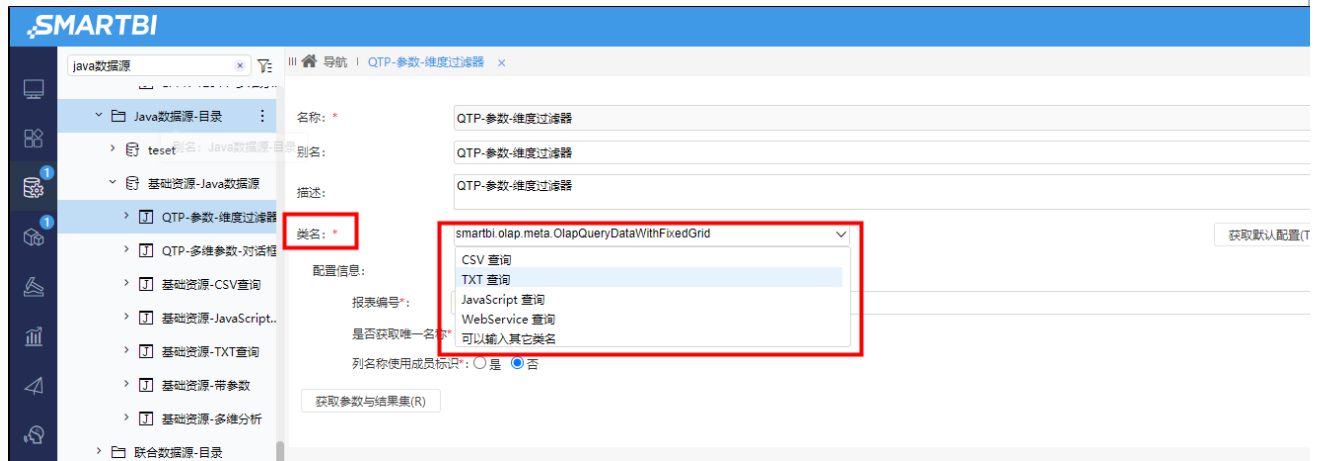 SMARTBI
java数据源
导航
QTP-参数-维度过滤器
Java数据源-目录
teset
别名：Java数据源-目录
基础资源-Java数据源
QTP-参数-维度过滤器
QTP-多维参数-对话框
基础资源-CSV查询
基础资源-JavaScript..
基础资源-TXT查询
基础资源-带参数
基础资源-多维分析
联合数据源-目录
1
1
名称：*
QTP-参数-维度过滤器
别名：
QTP-参数-维度过滤器
描述：
QTP-参数-维度过滤器
类名：*
smartbi.olap.meta.OlapQueryDataWithFixedGrid
获取默认配置(T
CSV 查询
TXT 查询
JavaScript 查询
WebService 查询
可以输入其它类名
配置信息：
报表编号*：
是否获取唯一名称*
列名称使用成员标识*：是 否
获取参数与结果集(R)